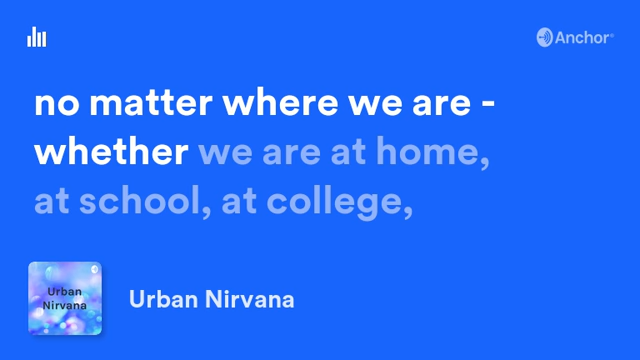 Anchor
no matter where we are -
whether we are at home,
at school, at college,
Urban
Nirvana
Urban Nirvana